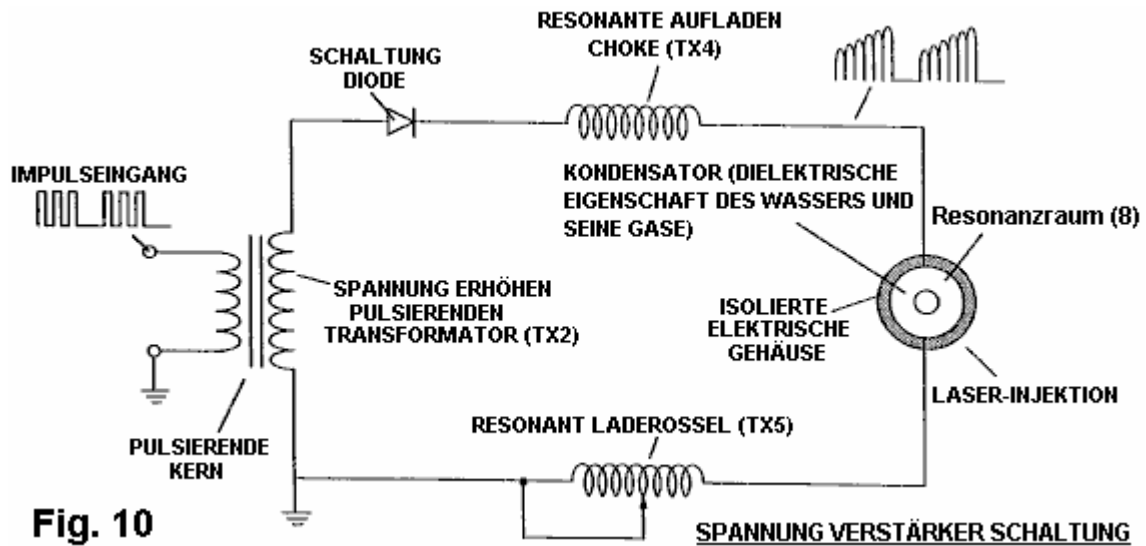 RESONANTE AUFLADEN
CHOKE (TX4)
SCHALTUNG
DIODE
IMPULSEINGANG
KONDENSATOR (DIELEKTRISCHE
EIGENSCHAFT DES WASSERS UND
SEINE GASE)
Resonanzraum (8)
SPANNUNG ERHÖHEN
PULSIERENDEN
TRANSFORMATOR (TX2)
ISOLIERTE
ELEKTRISCHE
GEHÄUSE
LASER-INJEKTION
PULSIERENDE
KERN
RESONANT LADEROSSEL (TX5)
Fig. 10
SPANNUNG VERSTÄRKER SCHALTUNG